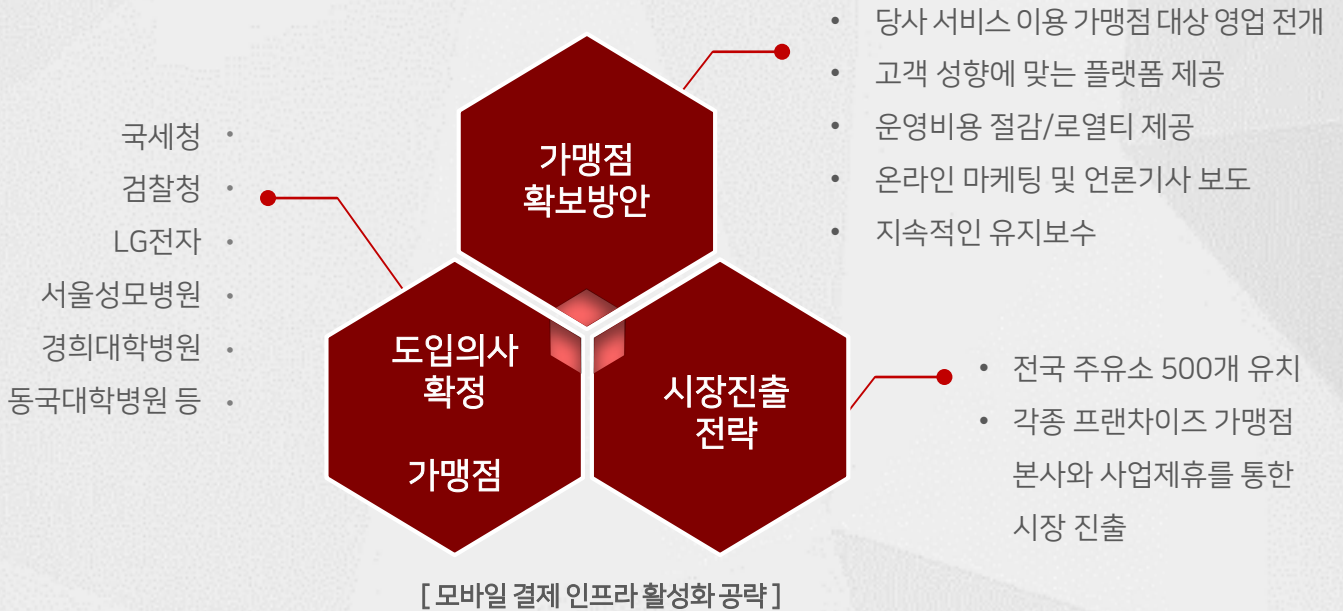 • 당사 서비스 이용 가맹점 대상 영업 전개
• 고객 성향에 맞는 플랫폼 제공
• 운영비용 절감/로열티 제공
• 온라인 마케팅 및 언론기사 보도
• 지속적인 유지보수
가맹점
확보방안
국세청 •
검찰청 •
LG전자 •
서울성모병원 •
경희대학병원 •
동국대학병원 등 •
도입의사
확정
가맹점
시장진출
전략
• 전국 주유소 500개 유치
• 각종 프랜차이즈 가맹점
본사와 사업제휴를 통한
시장 진출
[ 모바일 결제 인프라 활성화 공략 ]